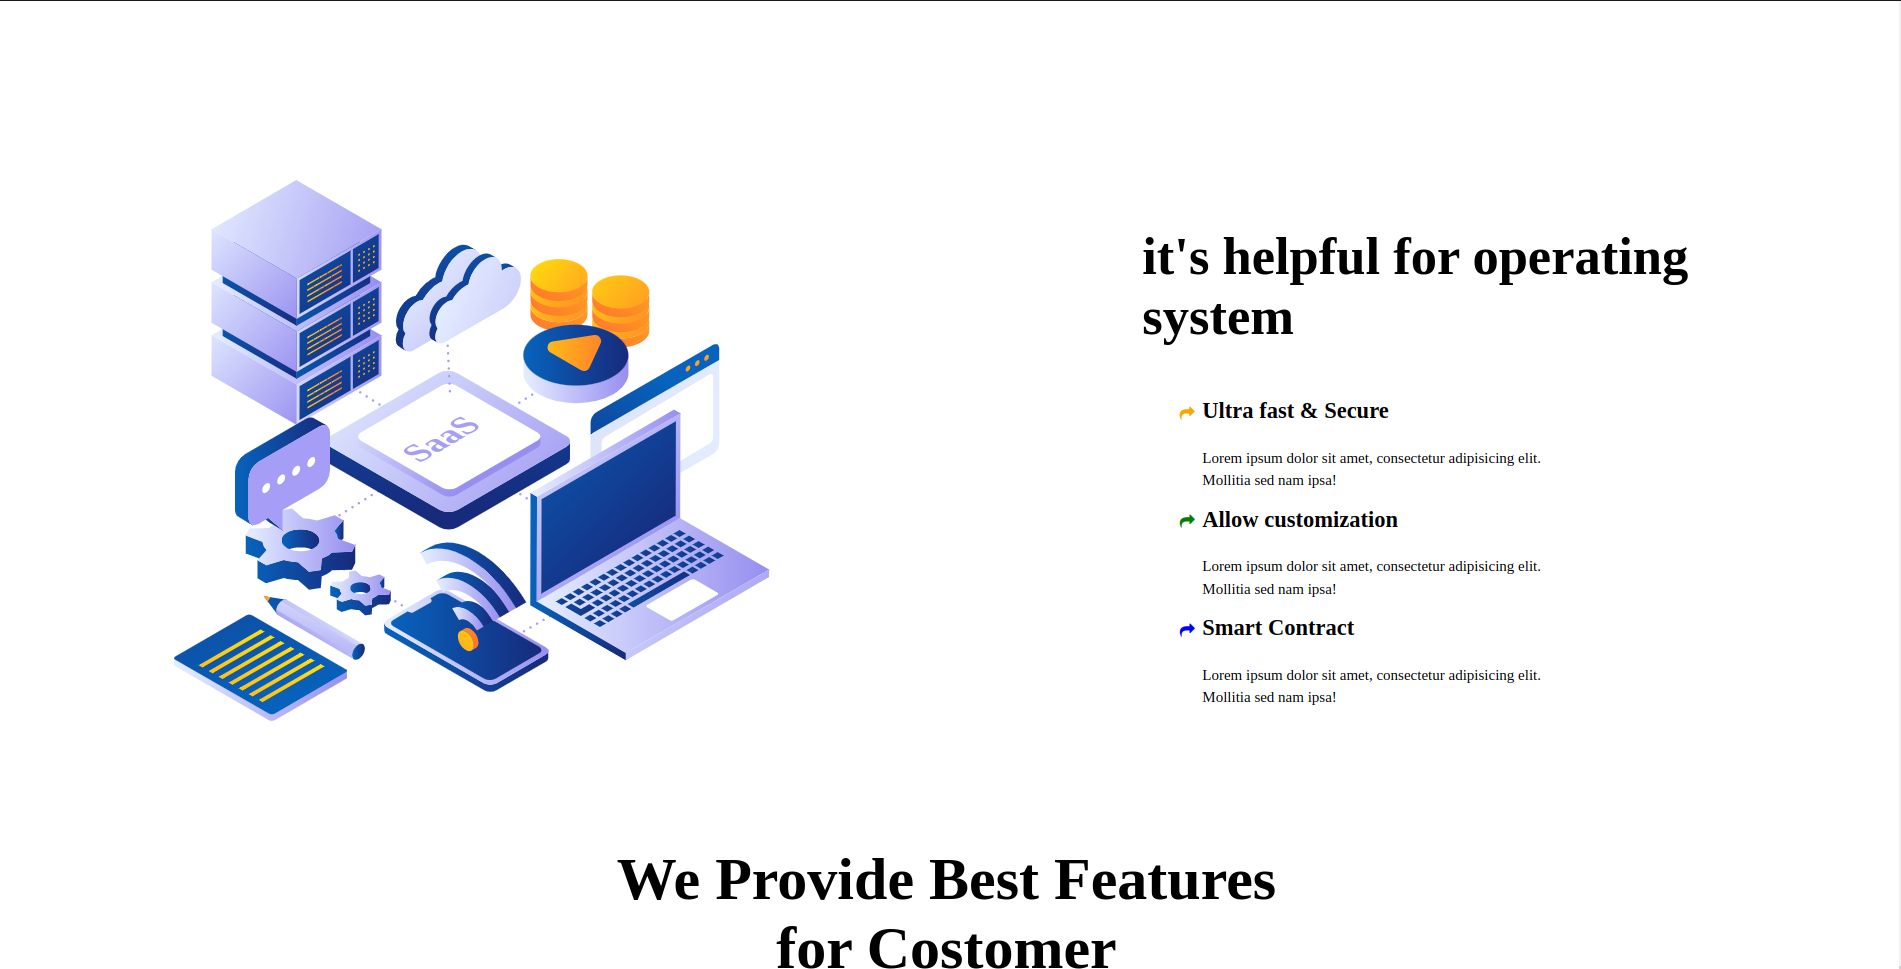 SaaS
it's helpful for operating
system
Ultra fast & Secure
Lorem ipsum dolor sit amet, consectetur adipisicing elit.
Mollitia sed nam ipsa!
Allow customization
Lorem ipsum dolor sit amet, consectetur adipisicing elit.
Mollitia sed nam ipsa!
Smart Contract
Lorem ipsum dolor sit amet, consectetur adipisicing elit.
Mollitia sed nam ipsa!
We Provide Best Features
for Costomer